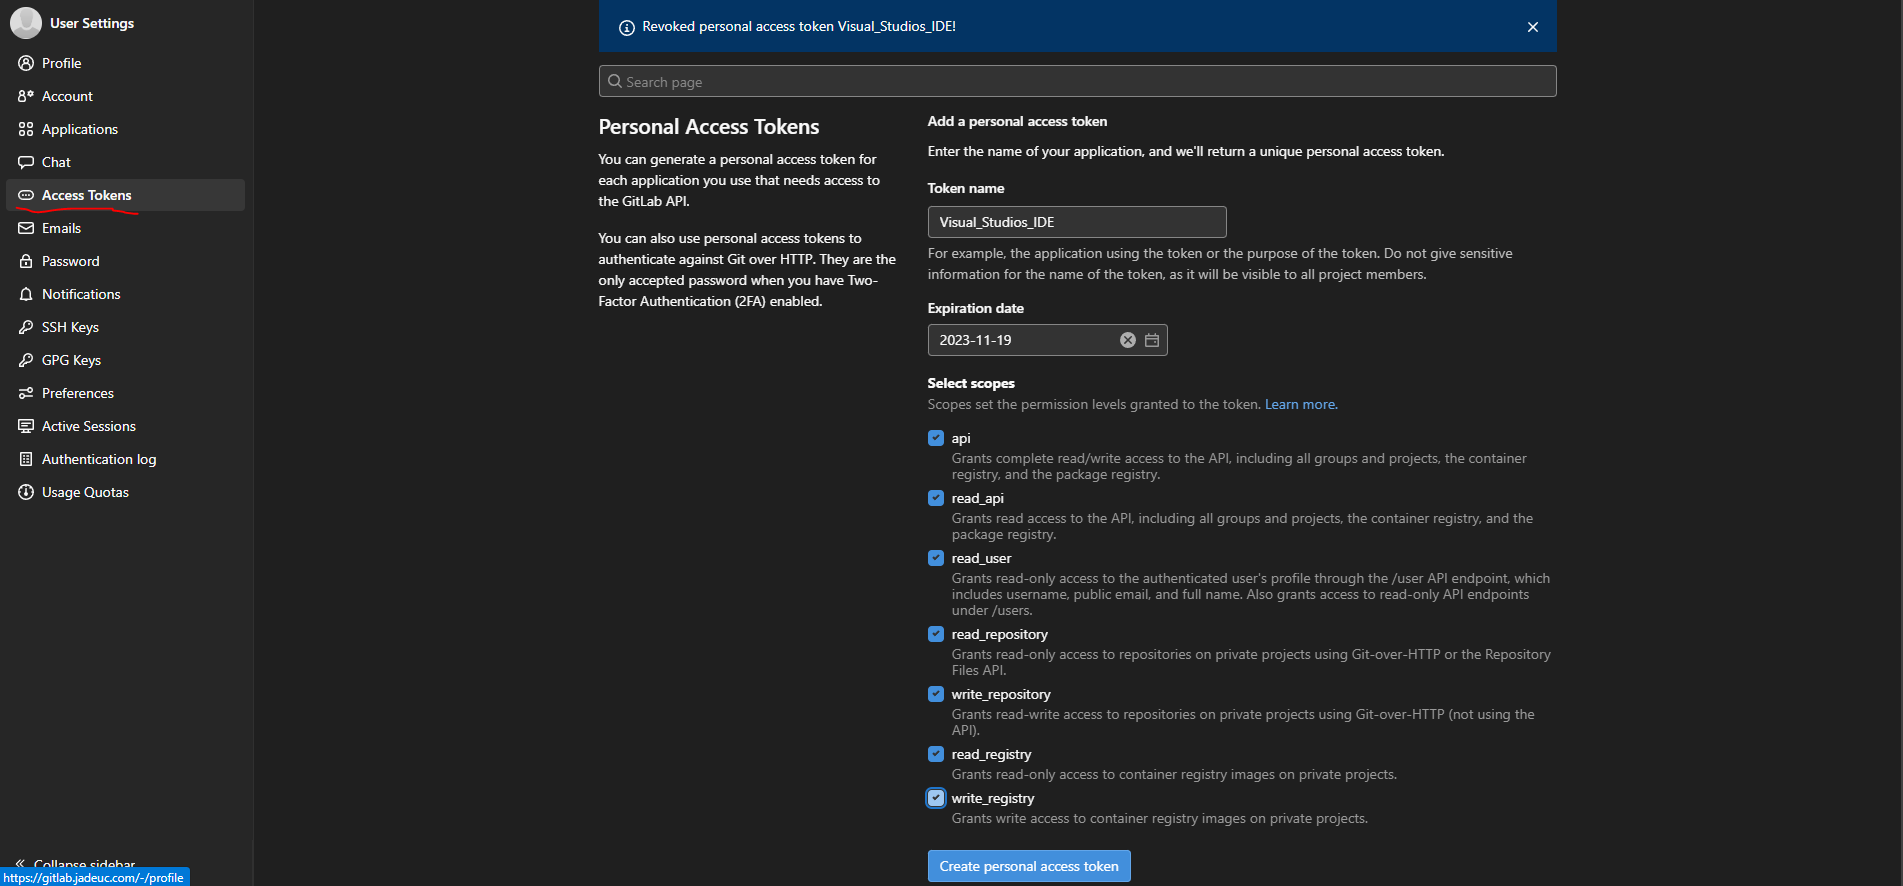 User Settings
Profile
Account
Applications
Chat
Access Tokens
Emails
Password
Notifications
SSH Keys
GPG Keys
Preferences
Active Sessions
Authentication log
Usage Quotas
Collapse sidebar
https://gitlab.jadeuc.com/-/profile
Revoked personal access token Visual_Studios_IDE!
Search page
Personal Access Tokens
You can generate a personal access token for
each application you use that needs access to
the GitLab API.
You can also use personal access tokens to
authenticate against Git over HTTP. They are the
only accepted password when you have Two-
Factor Authentication (2FA) enabled.
Add a personal access token
Enter the name of your application, and we'll return a unique personal access token.
Token name
Visual_Studios_IDE
For example, the application using the token or the purpose of the token. Do not give sensitive
information for the name of the token, as it will be visible to all project members.
Expiration date
2023-11-19
Select scopes
Scopes set the permission levels granted to the token. Learn more.
api
Grants complete read/write access to the API, including all groups and projects, the container
registry, and the package registry.
read_api
Grants read access to the API, including all groups and projects, the container registry, and the
package registry.
read_user
Grants read-only access to the authenticated user's profile through the /user API endpoint, which
includes username, public email, and full name. Also grants access to read-only API endpoints
under /users.
read_repository
Grants read-only access to repositories on private projects using Git-over-HTTP or the Repository
Files API.
write_repository
Grants read-write access to repositories on private projects using Git-over-HTTP (not using the
API).
read_registry
Grants read-only access to container registry images on private projects.
write_registry
Grants write access to container registry images on private projects.
Create personal access token